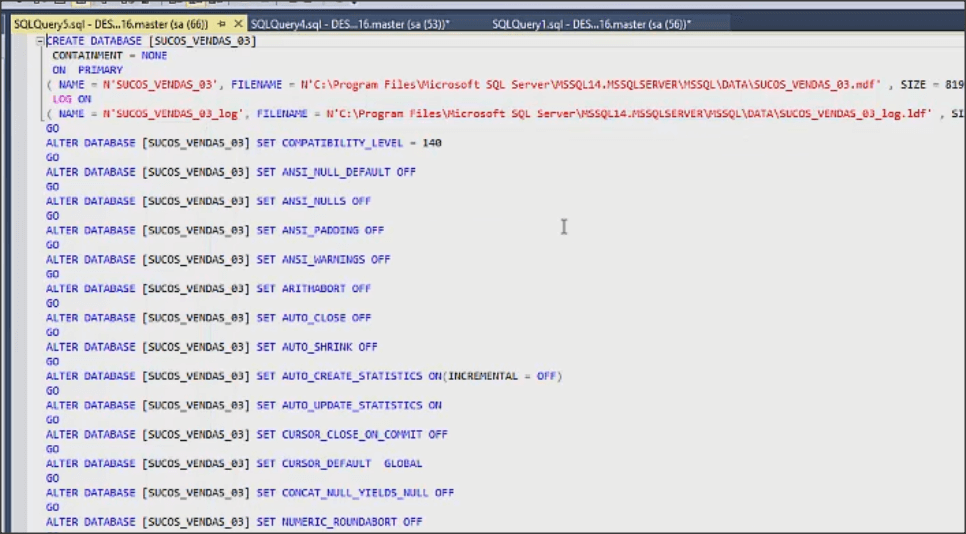 SQLQuery5.sql - DES...16.master (sa (66)) SQLQuery4.sql - DES...16.master (sa (53))* SQLQuery1.sql - DES...16.master (sa (56))*
CREATE DATABASE [SUCOS_VENDAS_03]
CONTAINMENT = NONE
ON PRIMARY
( NAME = N'SUCOS_VENDAS_03', FILENAME = N'C:\Program Files\Microsoft SQL Server\MSSQL14.MSSQLSERVER\MSSQL\DATA\SUCOS_VENDAS_03.mdf' , SIZE = 819
LOG ON
( NAME = N'SUCOS_VENDAS_03_log', FILENAME = N'C:\Program Files\Microsoft SQL Server\MSSQL14.MSSQLSERVER\MSSQL\DATA\SUCOS_VENDAS_03_log.ldf' , SI
GO
ALTER DATABASE [SUCOS_VENDAS_03] SET COMPATIBILITY_LEVEL = 140
GO
ALTER DATABASE [SUCOS_VENDAS_03] SET ANSI_NULL_DEFAULT OFF
GO
ALTER DATABASE [SUCOS_VENDAS_03] SET ANSI_NULLS OFF
GO
ALTER DATABASE [SUCOS_VENDAS_03] SET ANSI_PADDING OFF
GO
ALTER DATABASE [SUCOS_VENDAS_03] SET ANSI_WARNINGS OFF
GO
ALTER DATABASE [SUCOS_VENDAS_03] SET ARITHABORT OFF
GO
ALTER DATABASE [SUCOS_VENDAS_03] SET AUTO_CLOSE OFF
GO
ALTER DATABASE [SUCOS_VENDAS_03] SET AUTO_SHRINK OFF
GO
ALTER DATABASE [SUCOS_VENDAS_03] SET AUTO_CREATE_STATISTICS ON(INCREMENTAL = OFF)
GO
ALTER DATABASE [SUCOS_VENDAS_03] SET AUTO_UPDATE_STATISTICS ON
GO
ALTER DATABASE [SUCOS_VENDAS_03] SET CURSOR_CLOSE_ON_COMMIT OFF
GO
ALTER DATABASE [SUCOS_VENDAS_03] SET CURSOR_DEFAULT GLOBAL
GO
ALTER DATABASE [SUCOS_VENDAS_03] SET CONCAT_NULL_YIELDS_NULL OFF
GO
ALTER DATABASE [SUCOS_VENDAS_03] SET NUMERIC_ROUNDABORT OFF